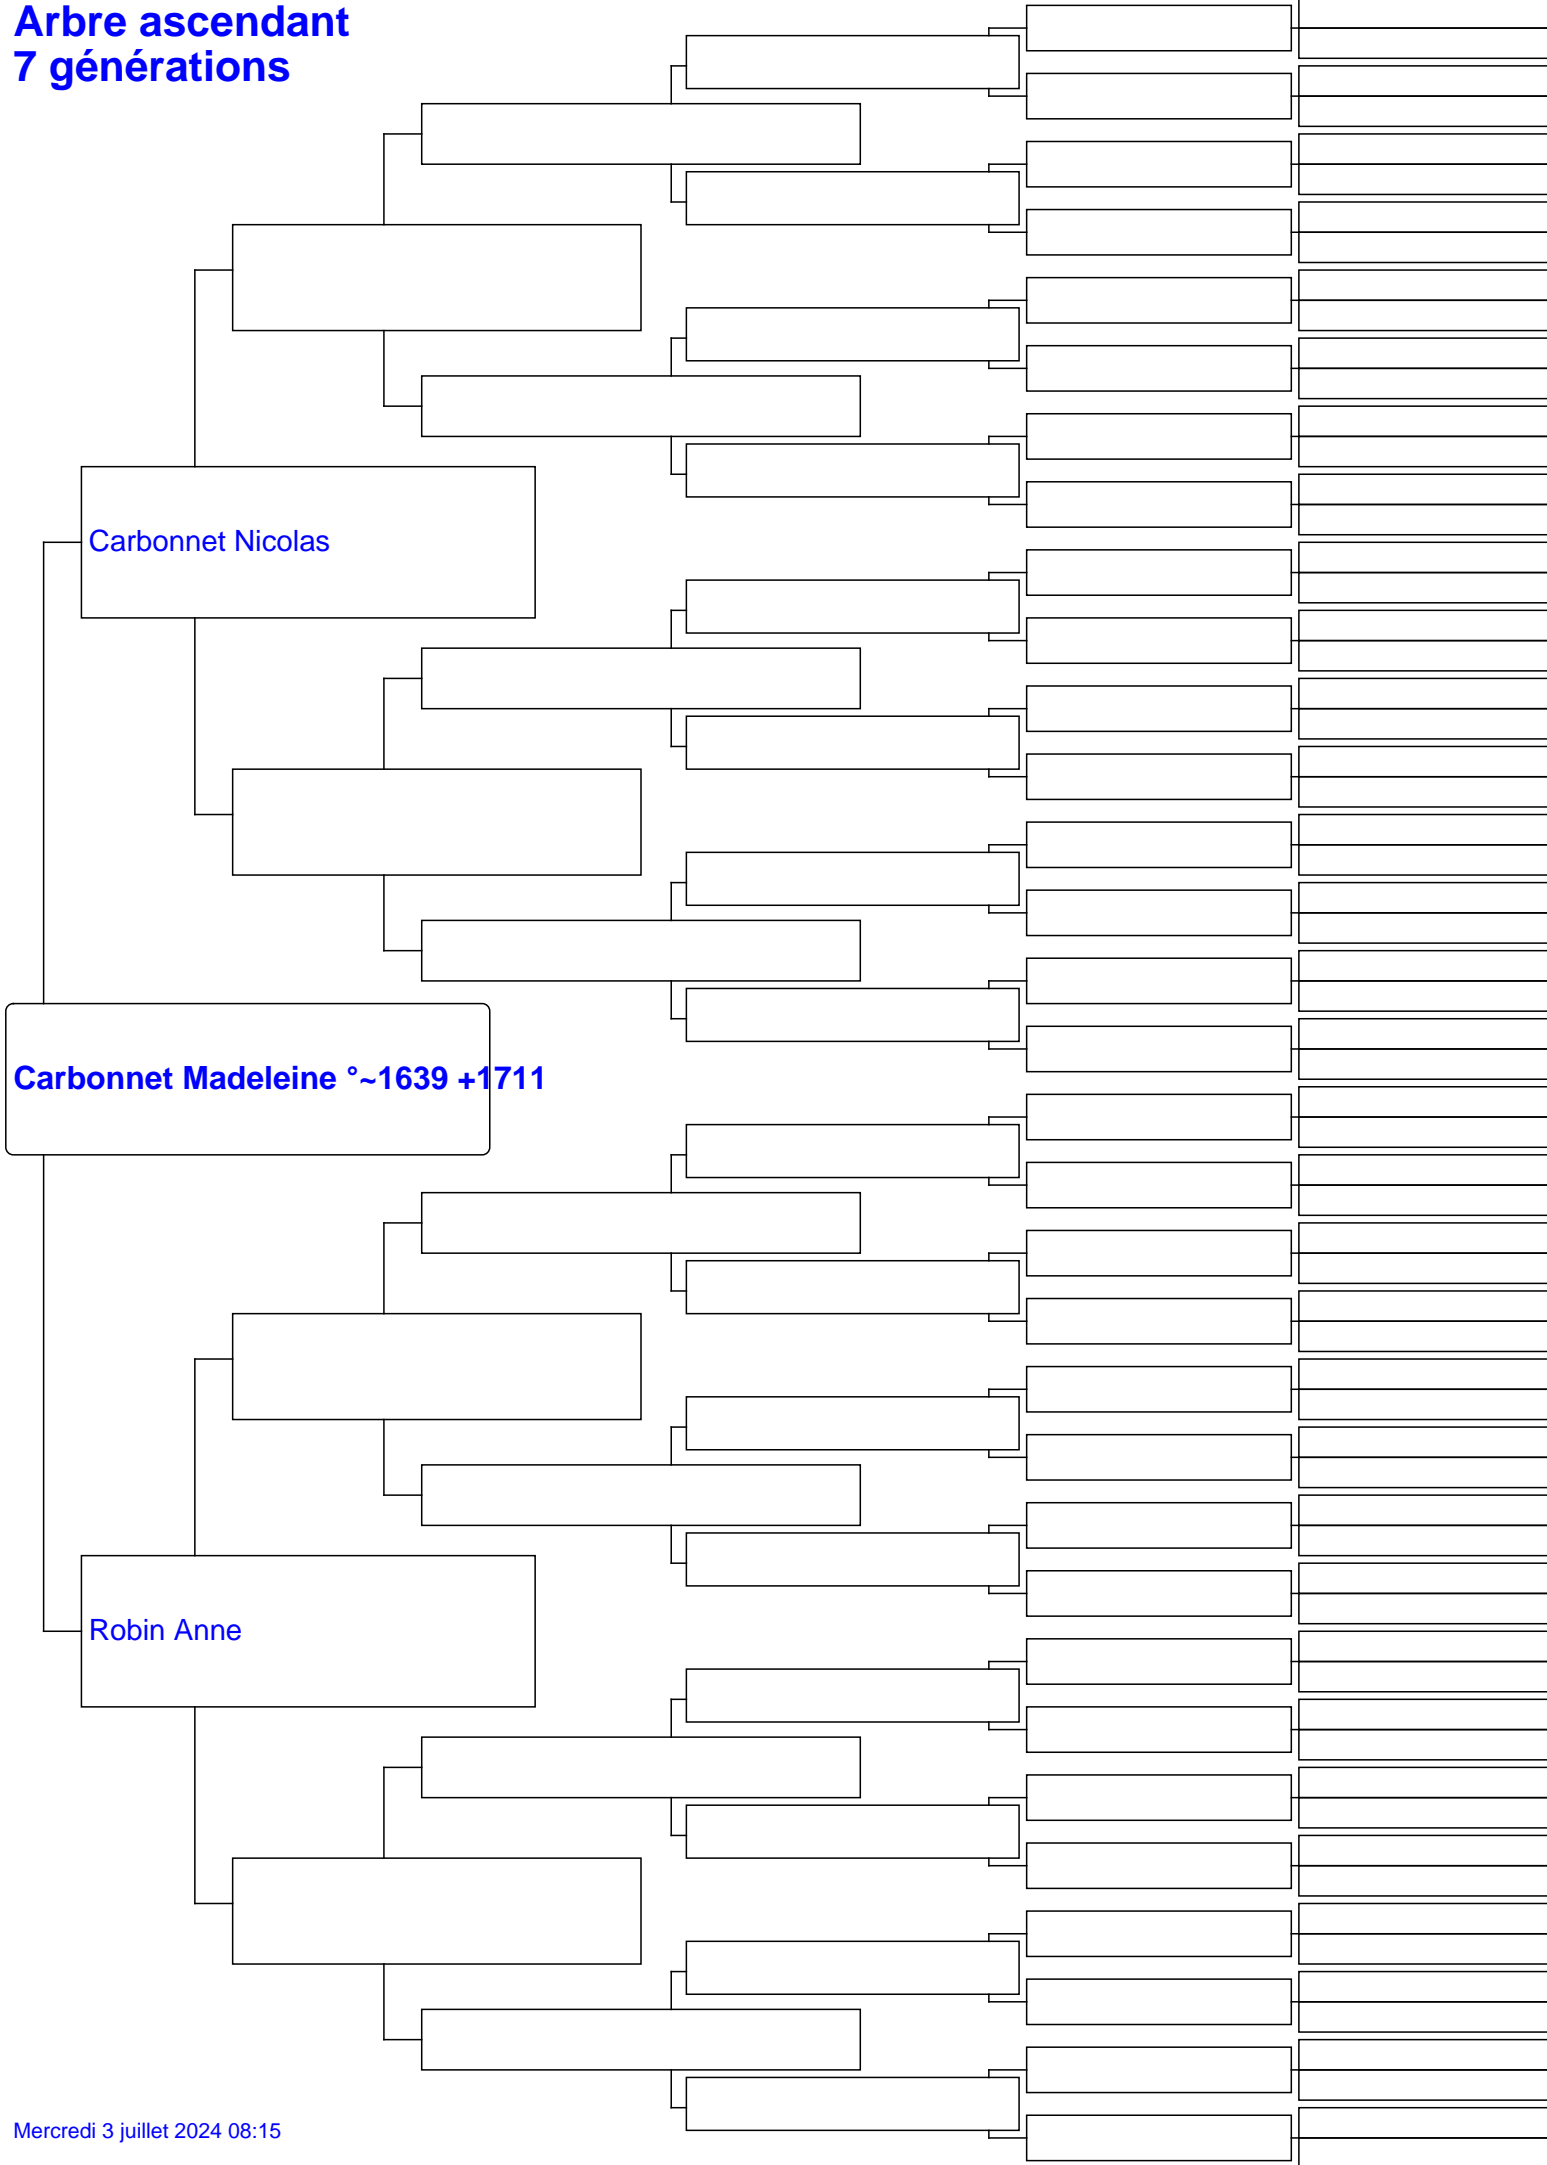 Arbre ascendant
7 générations
Carbonnet Nicolas
Carbonnet Madeleine °~1639 +1711
Robin Anne
Mercredi 3 juillet 2024 08:15